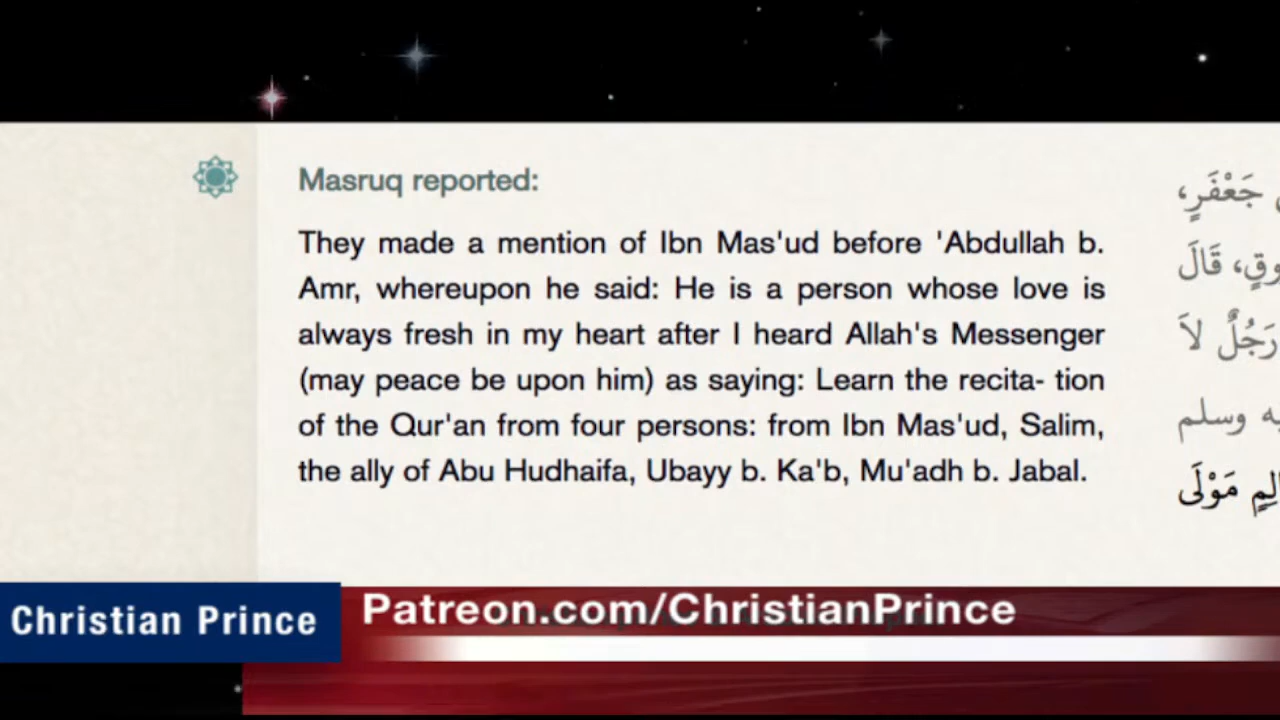 Masruq reported:
They made a mention of Ibn Mas'ud before 'Abdullah b.
Amr, whereupon he said: He is a person whose love is
always fresh in my heart after I heard Allah's Messenger
(may peace be upon him) as saying: Learn the recita- tion
of the Qur'an from four persons: from Ibn Mas'ud, Salim,
the ally of Abu Hudhaifa, Ubayy b. Ka'b, Mu'adh b. Jabal.
جَعْفَرٍ،
قَالَ
رَجُلٌ لاَ
وسلم
مَوْلَى
Christian Prince
Patreon.com/ChristianPrince